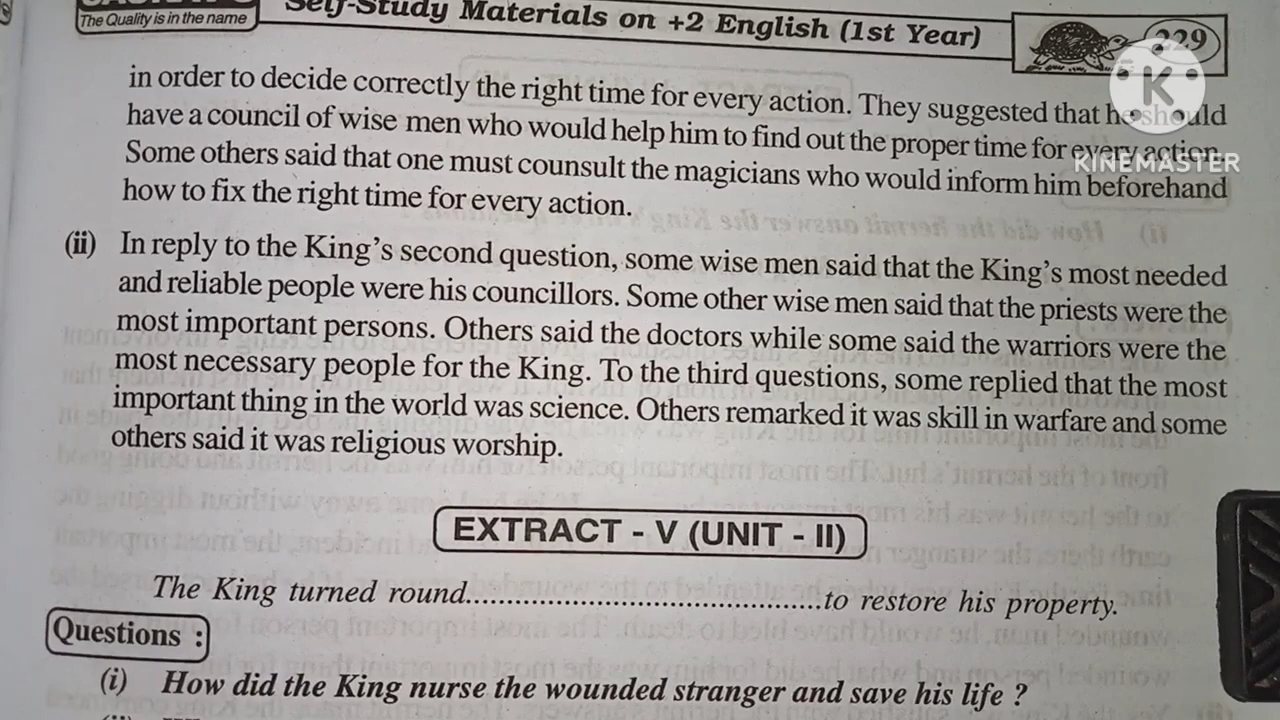 The Quality is in the name
Self-Study Materials on +2 English (1st Year)
229
in order to decide correctly the right time for every action. They suggested that he should
have a council of wise men who would help him to find out the proper time for every action.
Some others said that one must counsult the magicians who would inform him beforehand
how to fix the right time for every action.
K
KINEMASTER
(ii) In reply to the King's second question, some wise men said that the King's most needed
and reliable people were his councillors. Some other wise men said that the priests were the
most important persons. Others said the doctors while some said the warriors were the
most necessary people for the King. To the third questions, some replied that the most
important thing in the world was science. Others remarked it was skill in warfare and some
others said it was religious worship.
EXTRACT - V (UNIT - II)
The King turned round......................................to restore his property.
Questions :
(i) How did the King nurse the wounded stranger and save his life ?